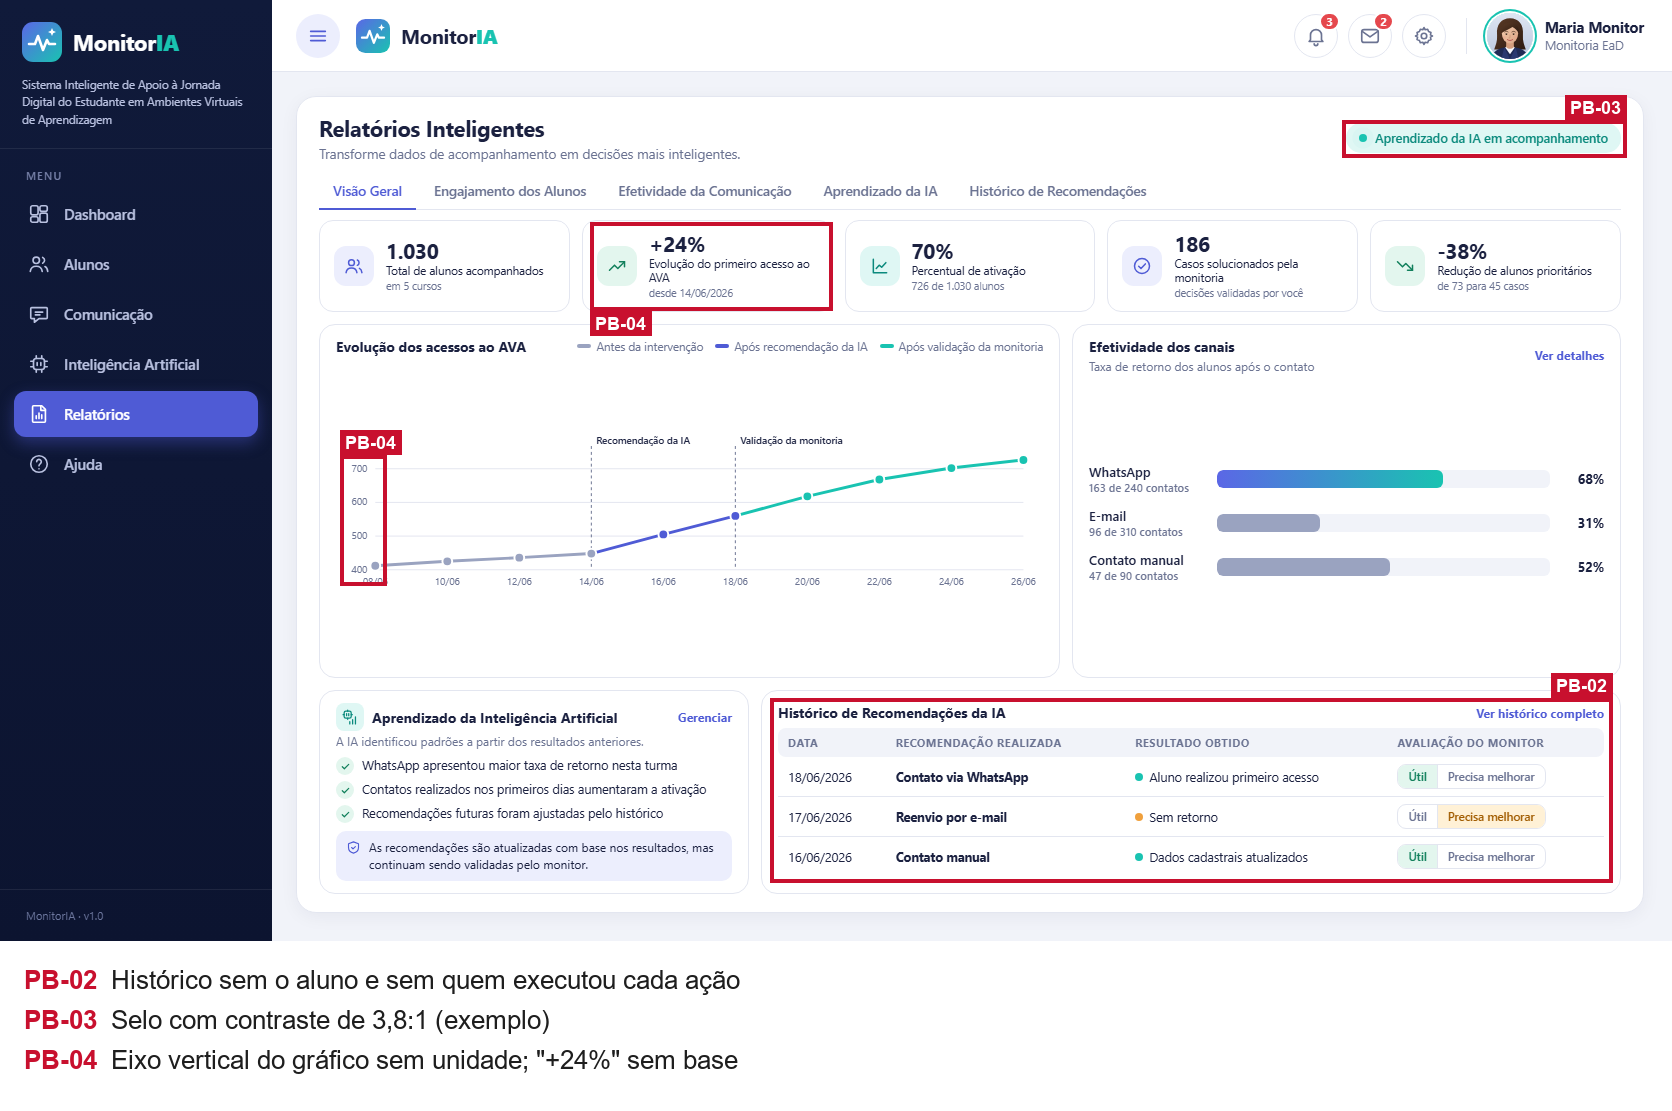 MonitorIA
Sistema Inteligente de Apoio à Jornada
Digital do Estudante em Ambientes Virtuais
de Aprendizagem
MENU
Dashboard
Alunos
Comunicação
Inteligência Artificial
Relatórios
Ajuda
MonitorIA · v1.0
MonitorIA
3
2
Maria Monitor
Monitoria EaD
Relatórios Inteligentes
Transforme dados de acompanhamento em decisões mais inteligentes.
PB-03
Aprendizado da IA em acompanhamento
Visão Geral
Engajamento dos Alunos
Efetividade da Comunicação
Aprendizado da IA
Histórico de Recomendações
1.030
Total de alunos acompanhados
em 5 cursos
+24%
Evolução do primeiro acesso ao
AVA
desde 14/06/2026
PB-04
70%
Percentual de ativação
726 de 1.030 alunos
186
Casos solucionados pela
monitoria
decisões validadas por você
-38%
Redução de alunos prioritários
de 73 para 45 casos
Evolução dos acessos ao AVA
Antes da intervenção
Após recomendação da IA
Após validação da monitoria
PB-04
Recomendação da IA
Validação da monitoria
700
600
500
400
10/06
12/06
14/06
16/06
18/06
20/06
22/06
24/06
26/06
Efetividade dos canais
Taxa de retorno dos alunos após o contato
Ver detalhes
WhatsApp
163 de 240 contatos
68%
E-mail
96 de 310 contatos
31%
Contato manual
47 de 90 contatos
52%
Aprendizado da Inteligência Artificial
Gerenciar
A IA identificou padrões a partir dos resultados anteriores.
WhatsApp apresentou maior taxa de retorno nesta turma
Contatos realizados nos primeiros dias aumentaram a ativação
Recomendações futuras foram ajustadas pelo histórico
As recomendações são atualizadas com base nos resultados, mas
continuam sendo validadas pelo monitor.
PB-02
Histórico de Recomendações da IA
Ver histórico completo
DATA RECOMENDAÇÃO REALIZADA RESULTADO OBTIDO AVALIAÇÃO DO MONITOR
18/06/2026 Contato via WhatsApp Aluno realizou primeiro acesso Útil Precisa melhorar
17/06/2026 Reenvio por e-mail Sem retorno Útil Precisa melhorar
16/06/2026 Contato manual Dados cadastrais atualizados Útil Precisa melhorar
PB-02 Histórico sem o aluno e sem quem executou cada ação
PB-03 Selo com contraste de 3,8:1 (exemplo)
PB-04 Eixo vertical do gráfico sem unidade; "+24%" sem base